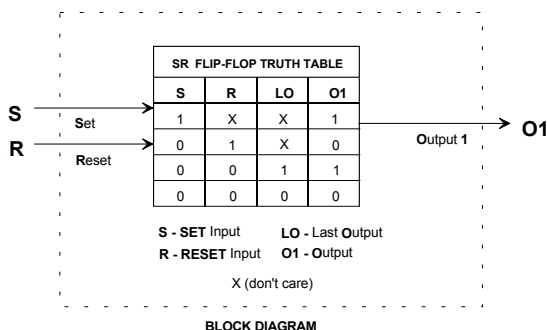 SR FLIP-FLOP TRUTH TABLE
S R LO O1
S Set 1 X X 1
Output 1 O1
R Reset 0 1 X 0
0 0 1 1
0 0 0 0
S - SET Input LO - Last Output
R - RESET Input O1 - Output
X (don't care)
BLOCK DIAGRAM